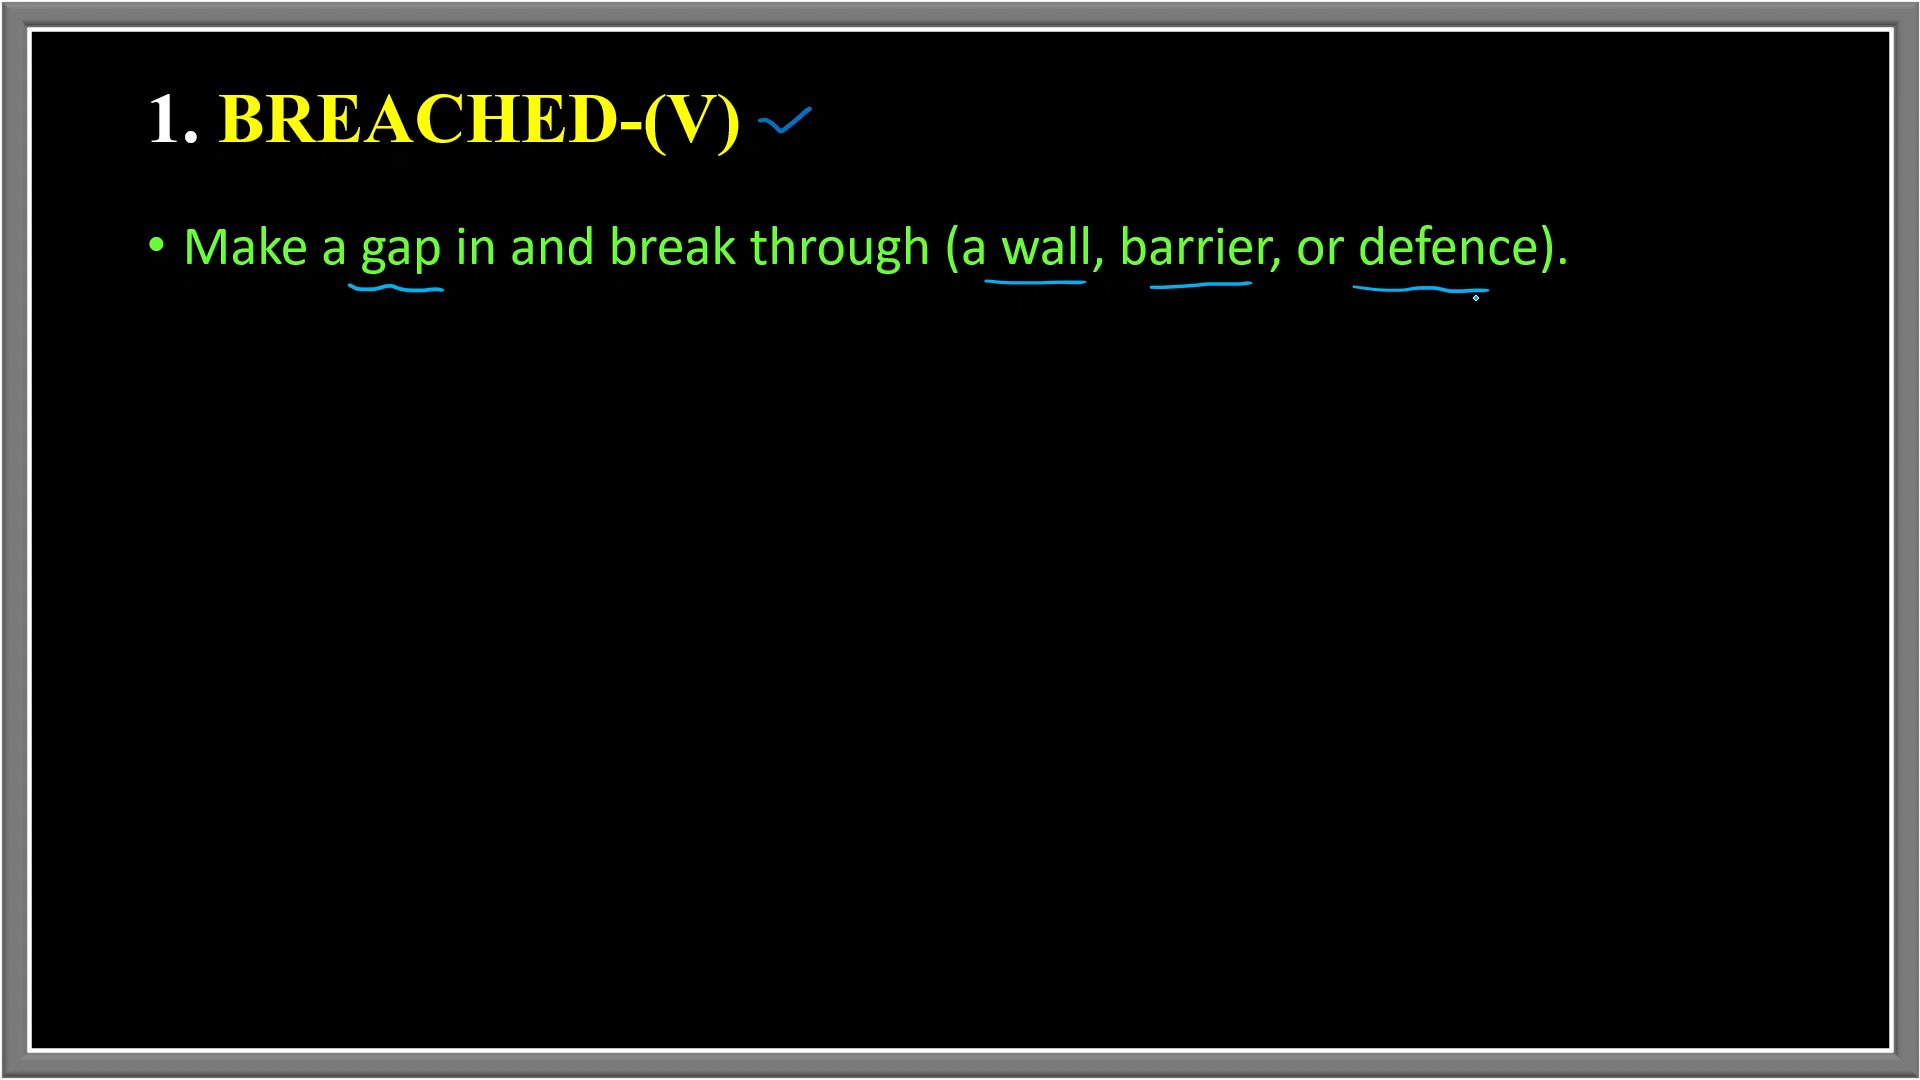 1. BREACHED-(V)
• Make a gap in and break through (a wall, barrier, or defence).